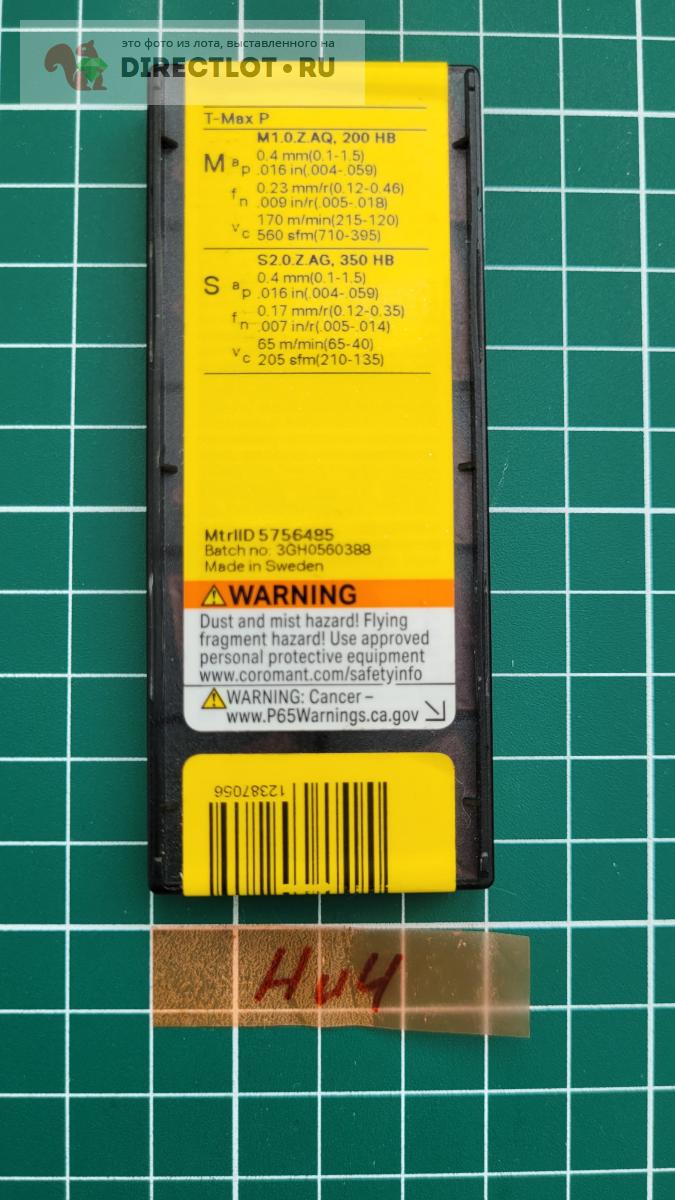 это фото из лота, выставленного на
DIRECTLOT.RU
T-Max P
M1.0.Z.AQ, 200 HB
M ap 0.4 mm(0.1-1.5)
.016 in(.004-.059)
fn 0.23 mm/r(0.12-0.46)
.009 in/r(.005-.018)
vc 170 m/min(215-120)
560 sfm(710-395)
S2.0.Z.AG, 350 HB
S ap 0.4 mm(0.1-1.5)
.016 in(.004-.059)
fn 0.17 mm/r(0.12-0.35)
.007 in/r(.005-.014)
vc 65 m/min(65-40)
205 sfm(210-135)
MtrlID 5756485
Batch no: 3GH0560388
Made in Sweden
WARNING
Dust and mist hazard! Flying
fragment hazard! Use approved
personal protective equipment
www.coromant.com/safetyinfo
WARNING: Cancer –
www.P65Warnings.ca.gov
12387056
Ни4